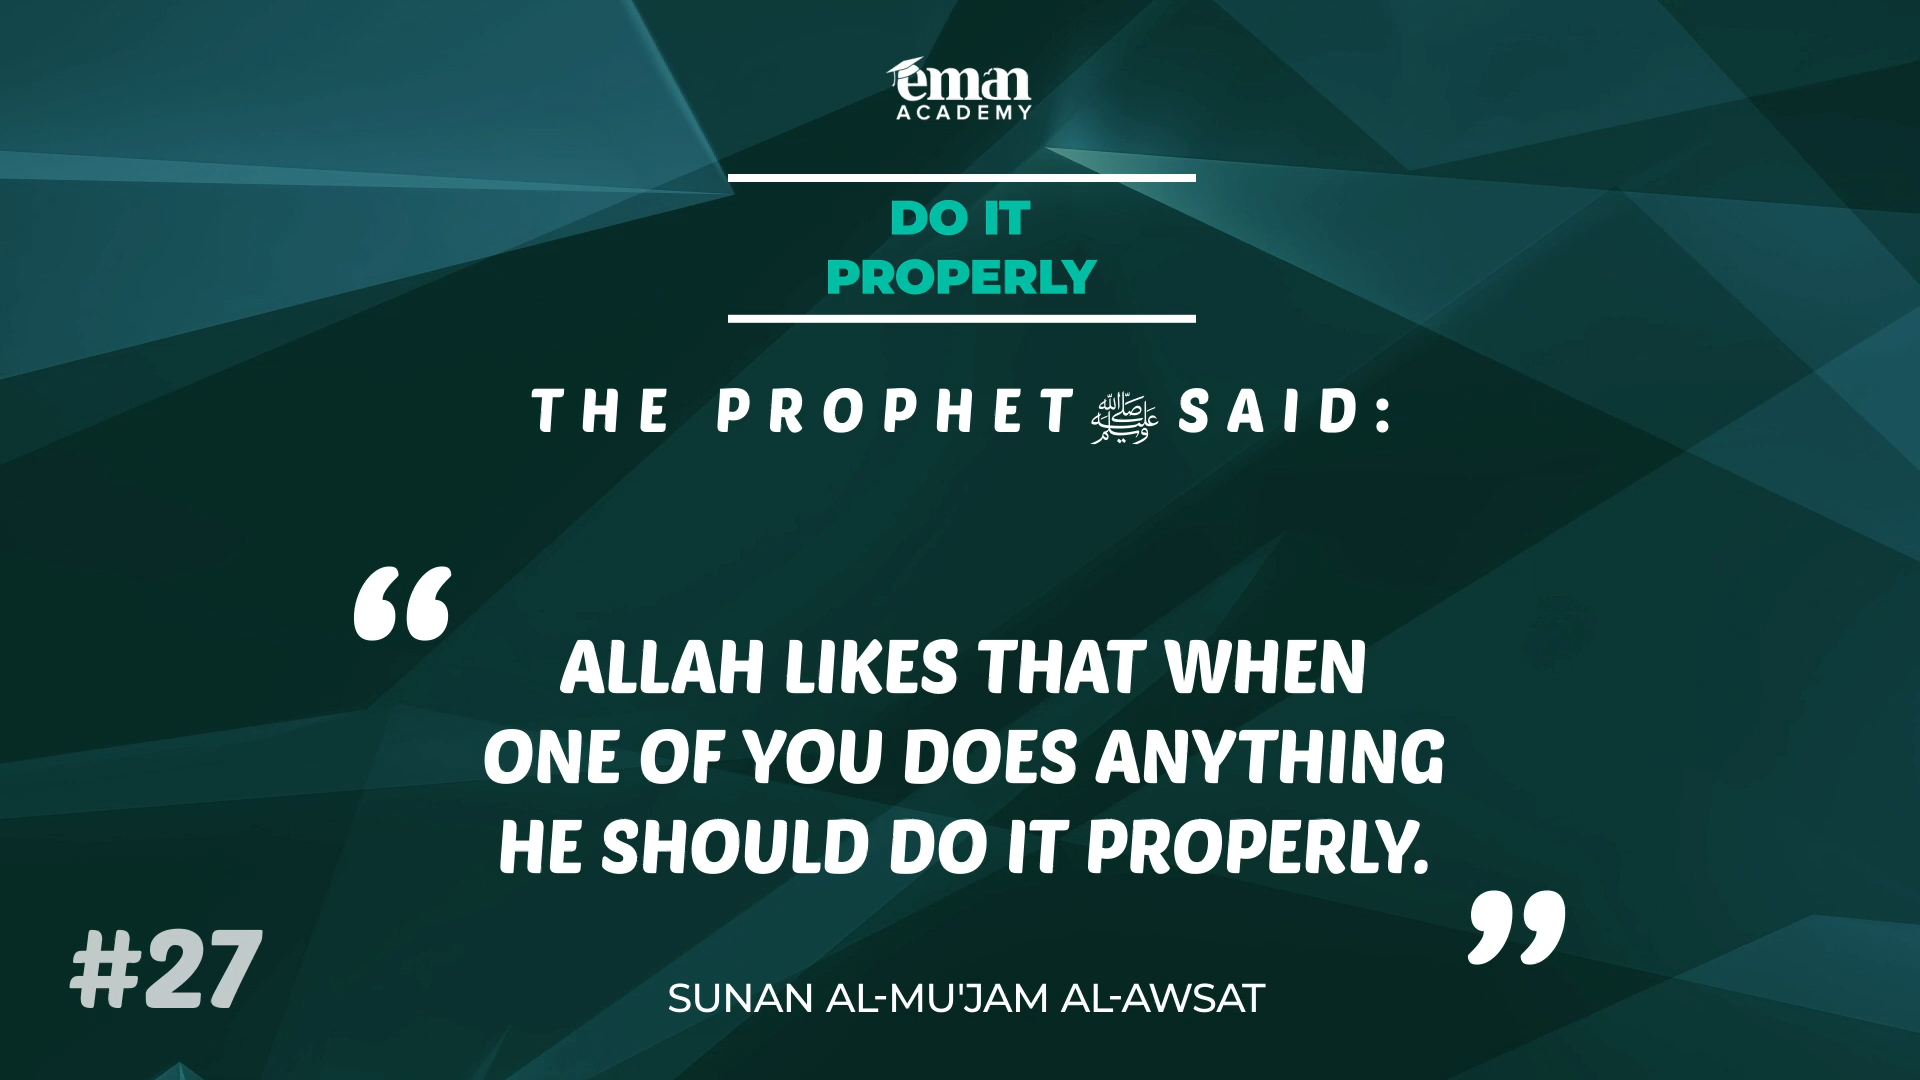 eman
ACADEMY
DO IT
PROPERLY
THE PROPHET ﷺ SAID:
“
ALLAH LIKES THAT WHEN
ONE OF YOU DOES ANYTHING
HE SHOULD DO IT PROPERLY.
”
#27
SUNAN AL-MU'JAM AL-AWSAT